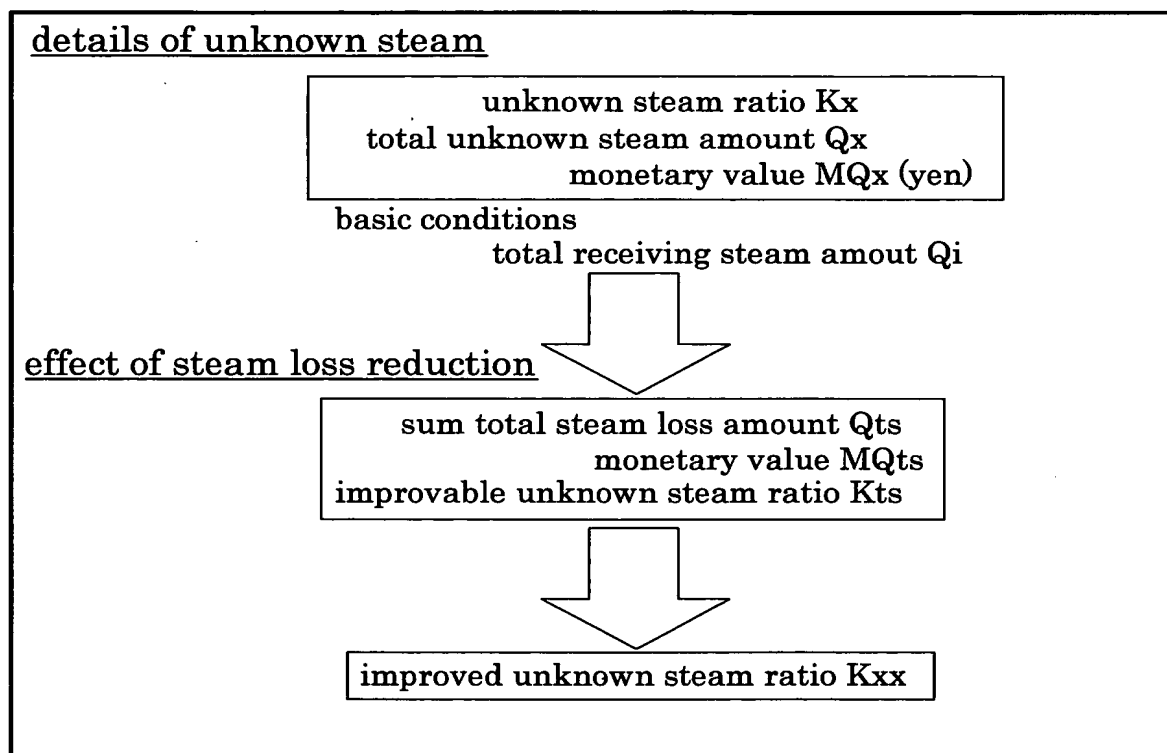 details of unknown steam
unknown steam ratio Kx
total unknown steam amount Qx
monetary value MQx (yen)
basic conditions
total receiving steam amout Qi
effect of steam loss reduction
sum total steam loss amount Qts
monetary value MQts
improvable unknown steam ratio Kts
improved unknown steam ratio Kxx